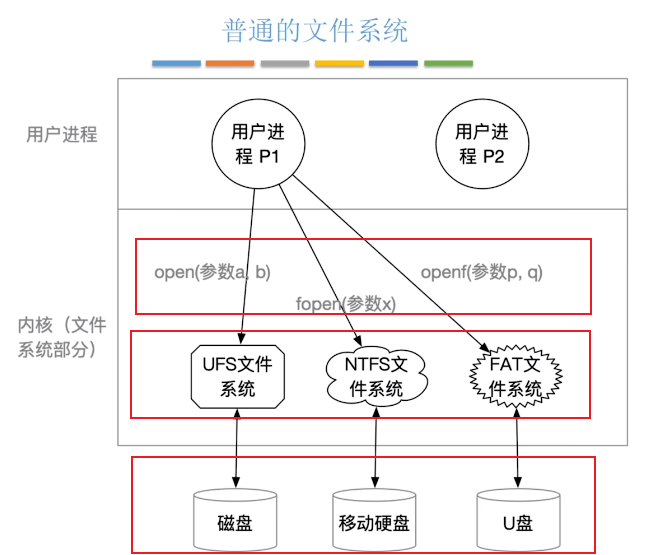 普通的文件系统
用户进程
用户进
程 P1
用户进
程 P2
open(参数a, b)
openf(参数p, q)
fopen(参数x)
内核（文件
系统部分）
UFS文件
系统
NTFS文
件系统
FAT文
件系统
磁盘
移动硬盘
U盘